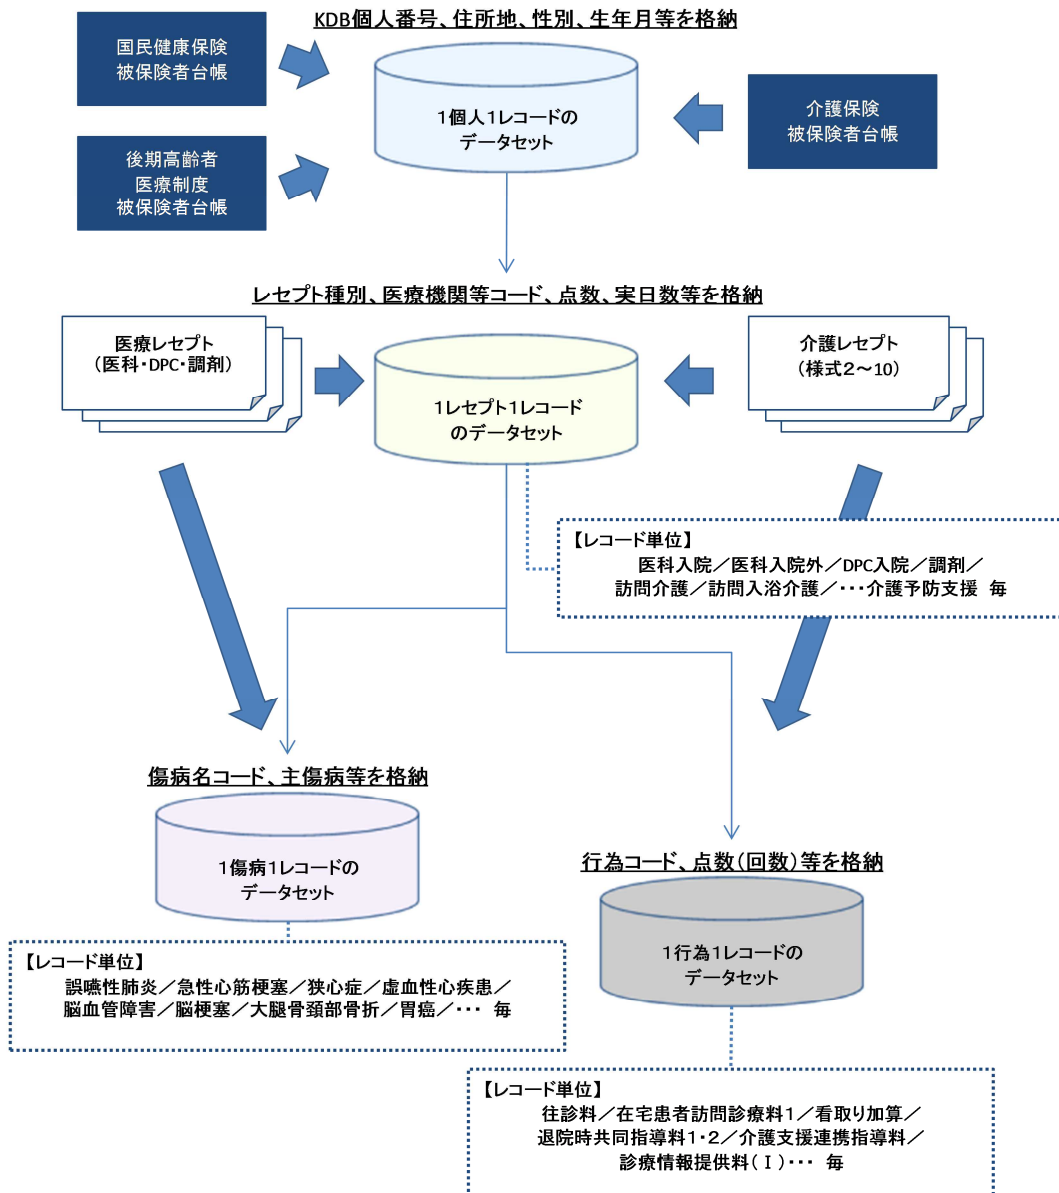 KDB個人番号、住所地、性別、生年月等を格納
国民健康保険
被保険者台帳
1個人1レコードの
データセット
介護保険
被保険者台帳
後期高齢者
医療制度
被保険者台帳
レセプト種別、医療機関等コード、点数、実日数等を格納
医療レセプト
(医科・DPC・調剤)
1レセプト1レコード
のデータセット
介護レセプト
(様式2~10)
【レコード単位】
医科入院/医科入院外/DPC入院/調剤/
訪問介護/訪問入浴介護/・・・介護予防支援 毎
傷病名コード、主傷病等を格納
1傷病1レコードの
データセット
【レコード単位】
誤嚥性肺炎/急性心筋梗塞/狭心症/虚血性心疾患/
脳血管障害/脳梗塞/大腿骨頚部骨折/胃癌/・・・ 毎
行為コード、点数(回数)等を格納
1行為1レコードの
データセット
【レコード単位】
往診料/在宅患者訪問診療料1/看取り加算/
退院時共同指導料1・2/介護支援連携指導料/
診療情報提供料(Ⅰ)・・・ 毎